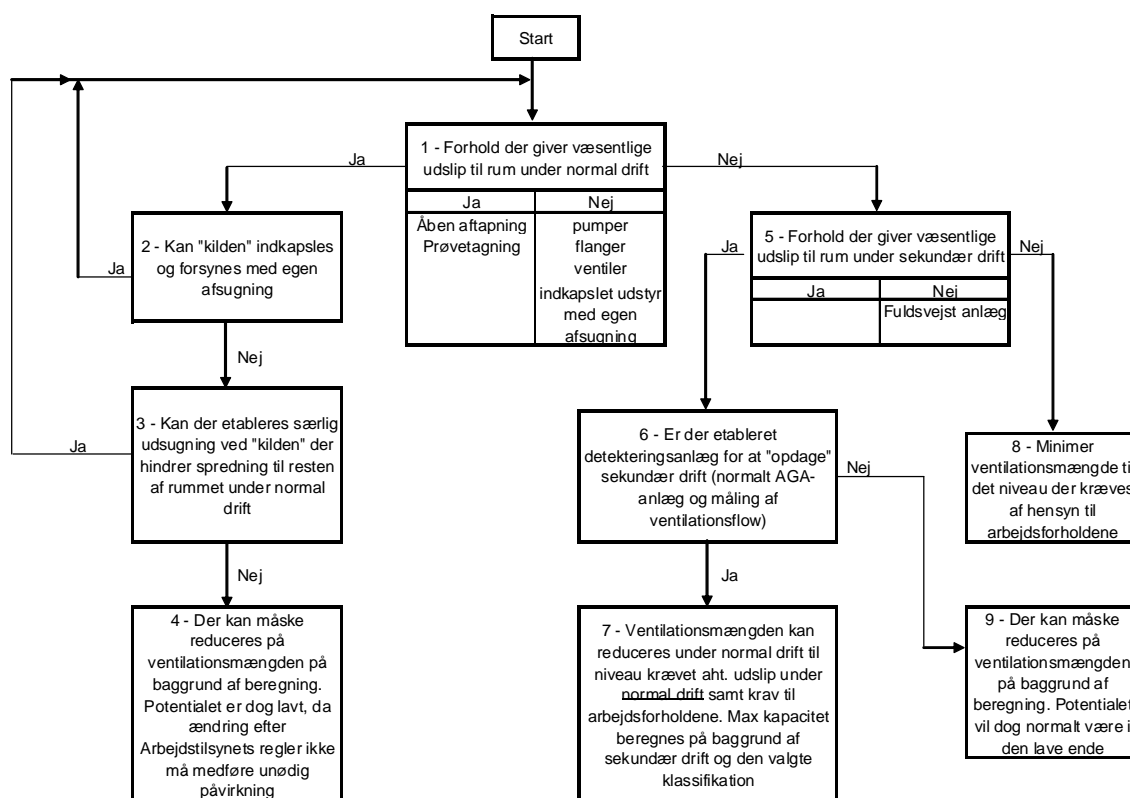 Start
1 - Forhold der giver væsentlige
udslip til rum under normal drift
Ja
Nej
Ja
Nej
Åben aftapning
Prøvetagning
pumper
flanger
ventiler
indkapslet udstyr
med egen
afsugning
2 - Kan "kilden" indkapsles
og forsynes med egen
afsugning
Ja
Nej
3 - Kan der etableres særlig
udsugning ved "kilden" der
hindrer spredning til resten
af rummet under normal
drift
Ja
Nej
4 - Der kan måske
reduceres på
ventilationsmængden på
baggrund af beregning.
Potentialet er dog lavt, da
ændring efter
Arbejdstilsynets regler ikke
må medføre unødig
påvirkning
5 - Forhold der giver væsentlige
udslip til rum under sekundær drift
Ja
Nej
Ja
Nej
Fuldsvejst anlæg
6 - Er der etableret
detekteringsanlæg for at "opdage"
sekundær drift (normalt AGA-
anlæg og måling af
ventilationsflow)
Nej
Ja
7 - Ventilationsmængden kan
reduceres under normal drift til
niveau krævet aht. udslip under
normal drift samt krav til
arbejdsforholdene. Max kapacitet
beregnes på baggrund af
sekundær drift og den valgte
klassifikation
8 - Minimer
ventilationsmængde ti
det niveau der kræves
af hensyn til
arbejdsforholdene
9 - Der kan måske
reduceres på
ventilationsmængden
på baggrund af
beregning. Potentialet
vil dog normalt være i
den lave ende